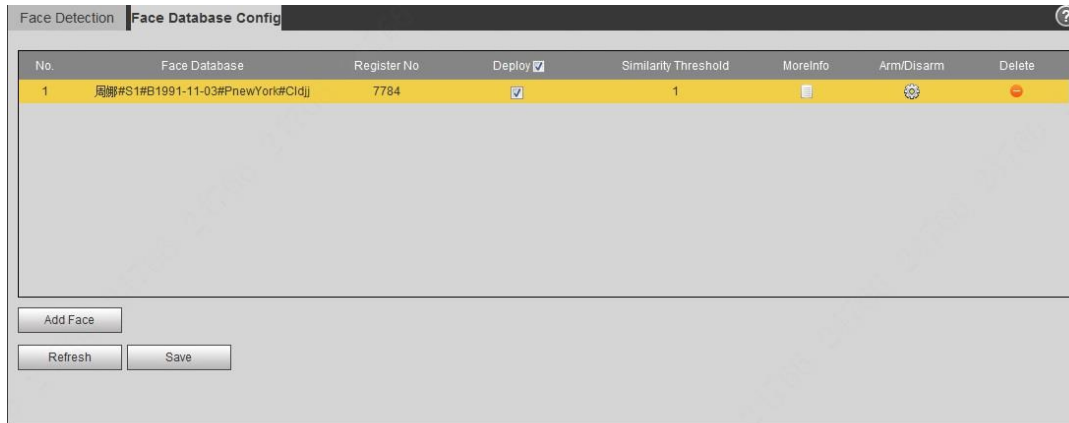 Face Detection Face Database Config
No. Face Database Register No Deploy Similarity Threshold MoreInfo Arm/Disarm Delete
1 周娜#S1#B1991-11-03#PnewYork#CIdjj 7784 1
Add Face
Refresh Save